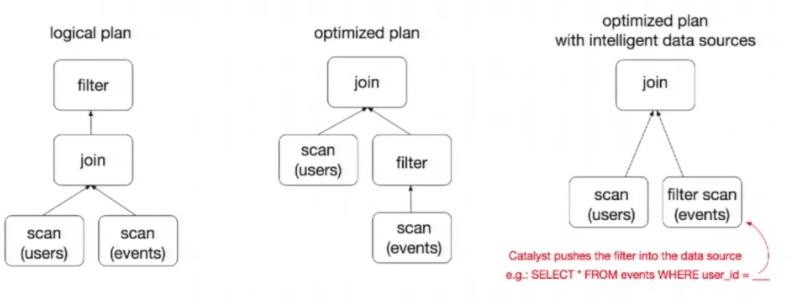 logical plan
filter
join
scan
(users)
scan
(events)
optimized plan
join
scan
(users)
filter
scan
(events)
optimized plan
with intelligent data sources
join
scan
(users)
filter scan
(events)
Catalyst pushes the filter into the data source
e.g.: SELECT * FROM events WHERE user_id = ___